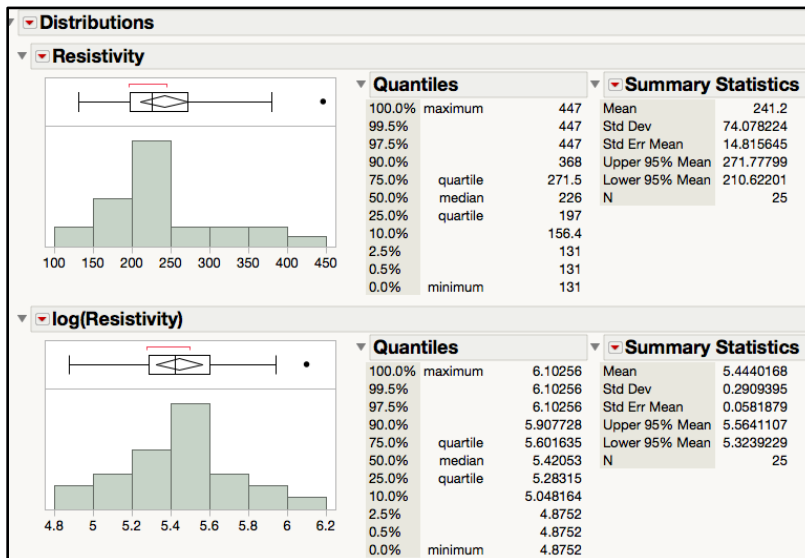 Distributions
Resistivity
100 150 200 250 300 350 400 450
Quantiles
100.0% maximum 447
99.5% 447
97.5% 447
90.0% 368
75.0% quartile 271.5
50.0% median 226
25.0% quartile 197
10.0% 156.4
2.5% 131
0.5% 131
0.0% minimum 131
Summary Statistics
Mean 241.2
Std Dev 74.078224
Std Err Mean 14.815645
Upper 95% Mean 271.77799
Lower 95% Mean 210.62201
N 25
log(Resistivity)
4.8 5 5.2 5.4 5.6 5.8 6 6.2
Quantiles
100.0% maximum 6.10256
99.5% 6.10256
97.5% 6.10256
90.0% 5.907728
75.0% quartile 5.601635
50.0% median 5.42053
25.0% quartile 5.28315
10.0% 5.048164
2.5% 4.8752
0.5% 4.8752
0.0% minimum 4.8752
Summary Statistics
Mean 5.4440168
Std Dev 0.2909395
Std Err Mean 0.0581879
Upper 95% Mean 5.5641107
Lower 95% Mean 5.3239229
N 25